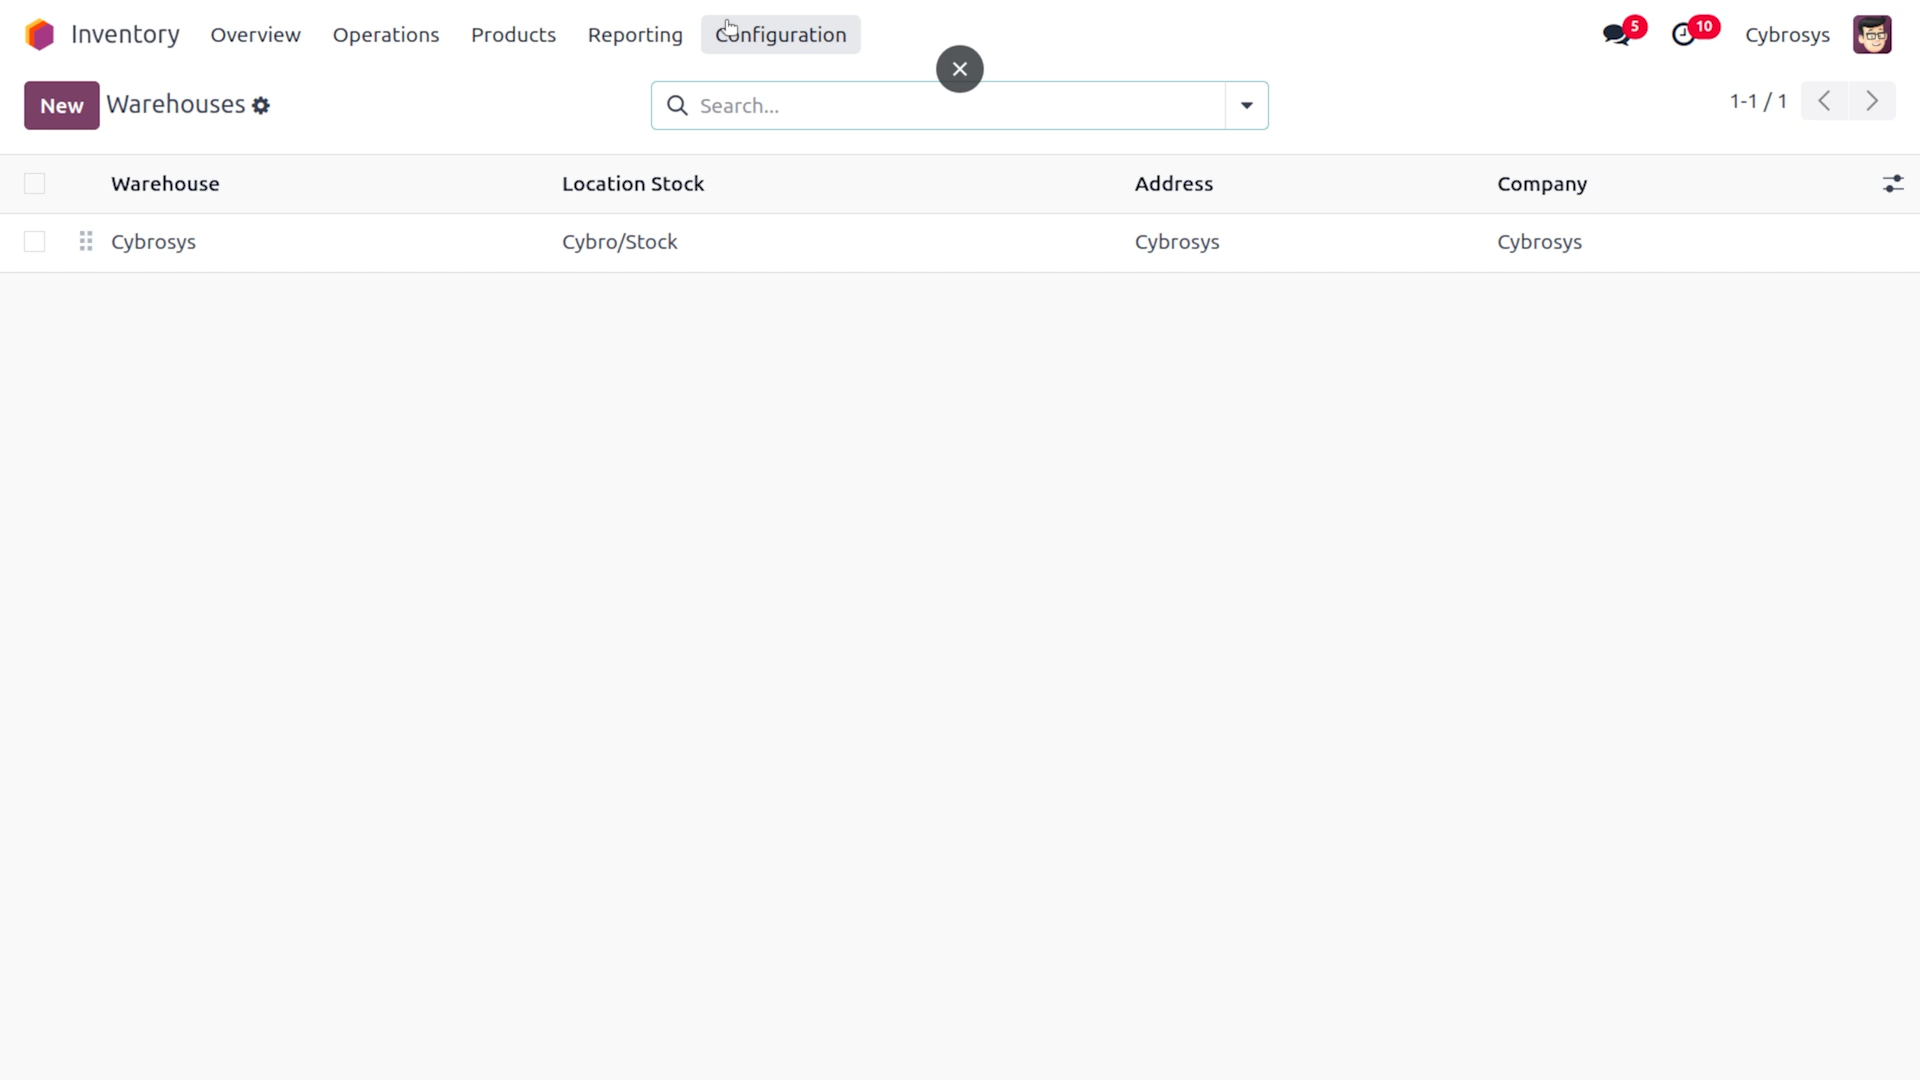 Inventory Overview Operations Products Reporting Configuration 5 10 Cybrosys
New Warehouses Search... 1-1 / 1
Warehouse Location Stock Address Company
Cybrosys Cybro/Stock Cybrosys Cybrosys